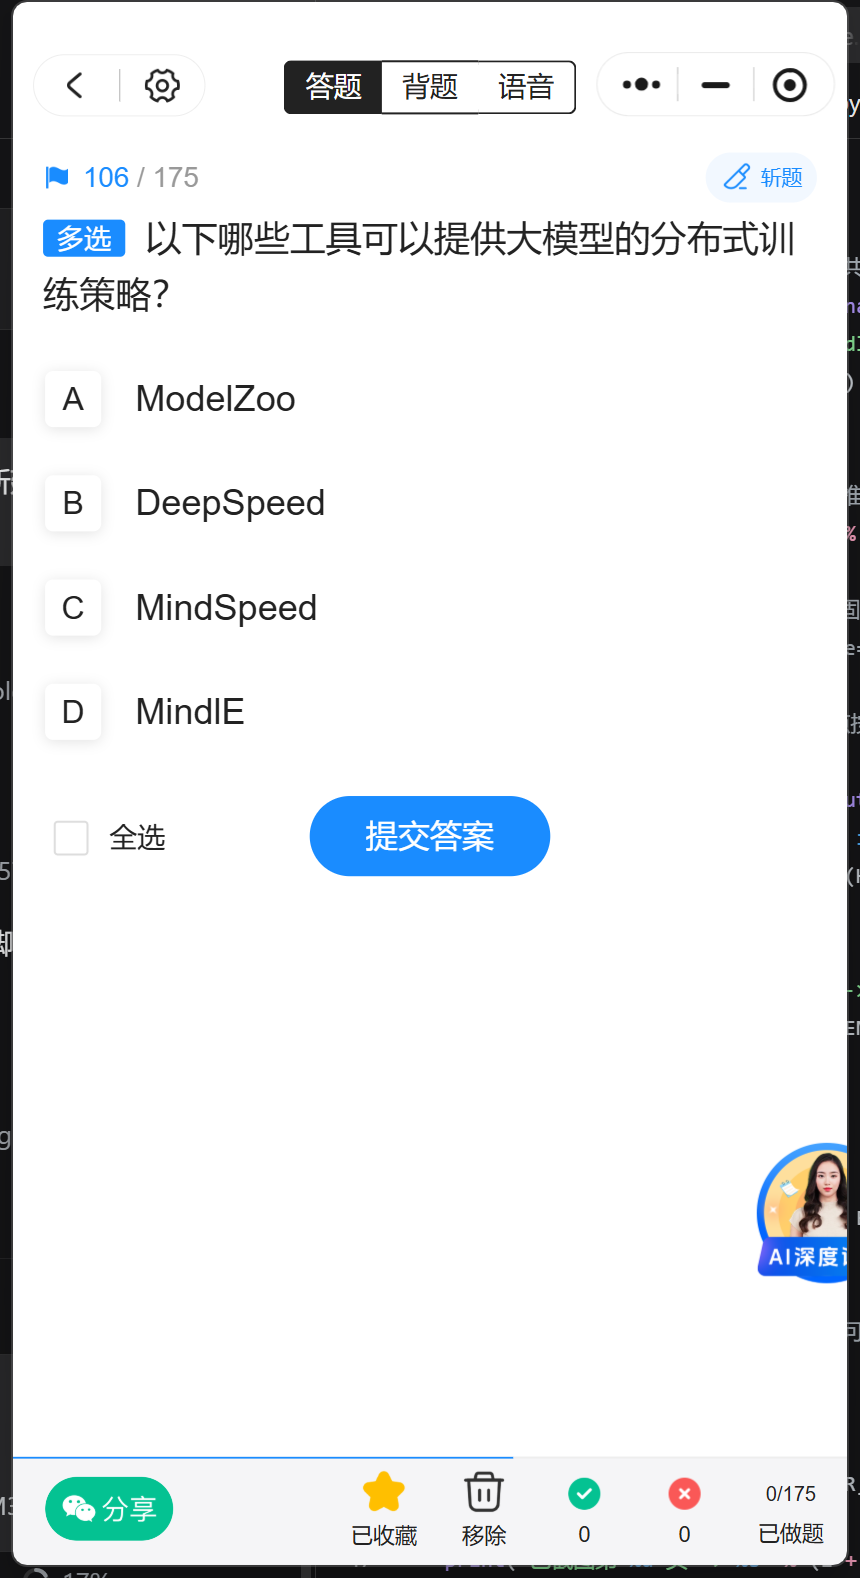 答题
背题
语音
106 / 175
斩题
多选 以下哪些工具可以提供大模型的分布式训
练策略?
A ModelZoo
B DeepSpeed
C MindSpeed
D MindIE
全选
提交答案
AI深度
分享
已收藏
移除
0
0
0/175
已做题
17%